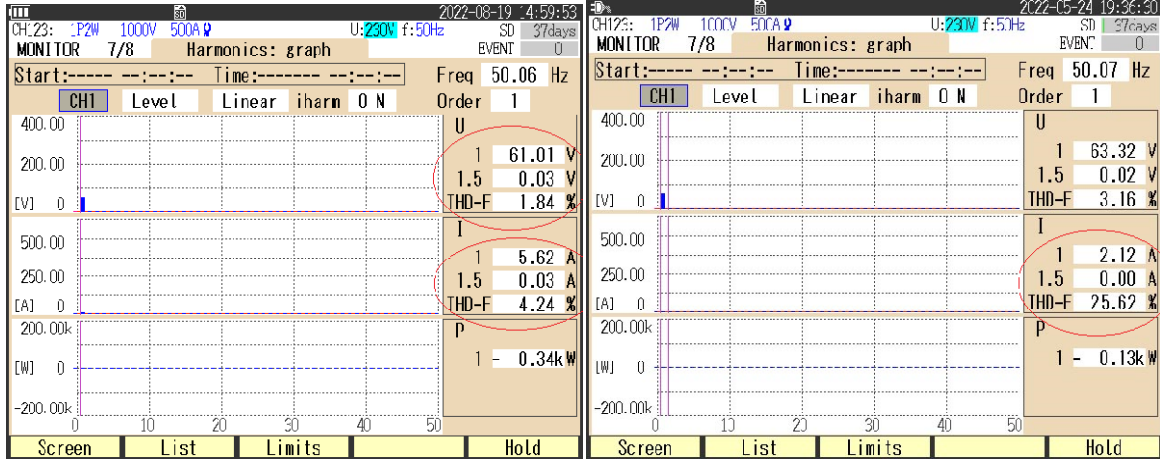 SD
2022-08-19 14:59:53
CH123: 1P2W 1000V 500A U:230V f:50Hz SD 37days
MONITOR 7/8 Harmonics: graph EVENT 0
Start:----- --:--:-- Time:------- --:--:-- Freq 50.06 Hz
CH1 Level Linear iharm O N Order 1
400.00
200.00
[V] 0
U
1 61.01 V
1.5 0.03 V
THD-F 1.84 %
500.00
250.00
[A] 0
I
1 5.62 A
1.5 0.03 A
THD-F 4.24 %
200.00k
[W] 0
-200.00k
P
1 - 0.34k W
0 10 20 30 40 50
Screen List Limits Hold
SD
2022-05-24 19:36:30
CH123: 1P2W 1000V 500A U:230V f:50Hz SD 37days
MONITOR 7/8 Harmonics: graph EVENT 0
Start:----- --:--:-- Time:------- --:--:-- Freq 50.07 Hz
CH1 Level Linear iharm O N Order 1
400.00
200.00
[V] 0
U
1 63.32 V
1.5 0.02 V
THD-F 3.16 %
500.00
250.00
[A] 0
I
1 2.12 A
1.5 0.00 A
THD-F 25.62 %
200.00k
[W] 0
-200.00k
P
1 - 0.13k W
0 10 20 30 40 50
Screen List Limits Hold